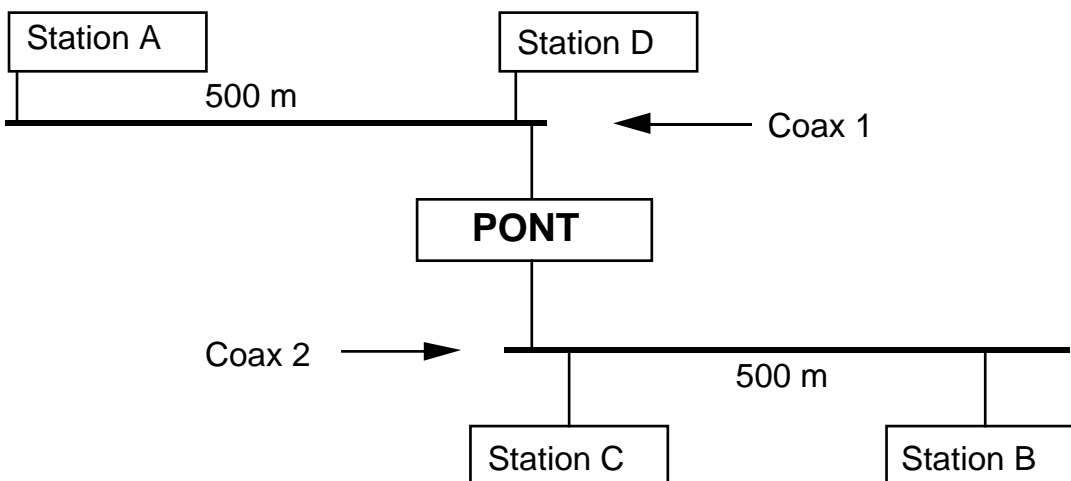 Station A
Station D
500 m
Coax 1
PONT
Coax 2
500 m
Station C
Station B